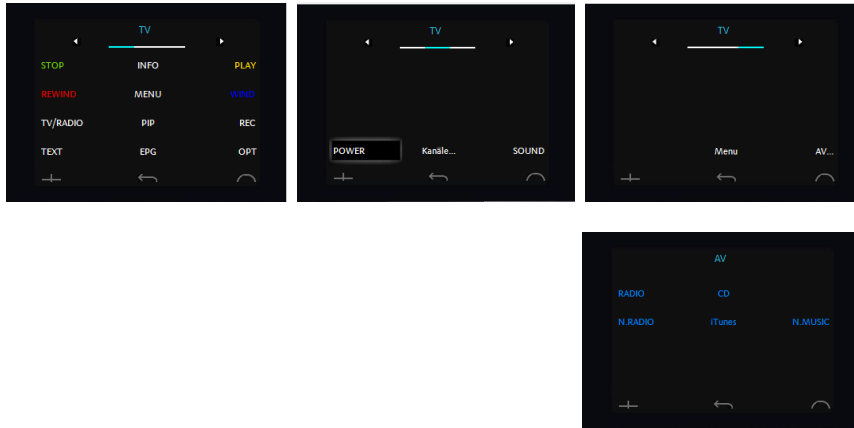 TV
STOP INFO PLAY
REWIND MENU WIND
TV/RADIO PIP REC
TEXT EPG OPT
TV
POWER Kanäle... SOUND
TV
Menu AV...
AV
RADIO CD
N.RADIO iTunes N.MUSIC